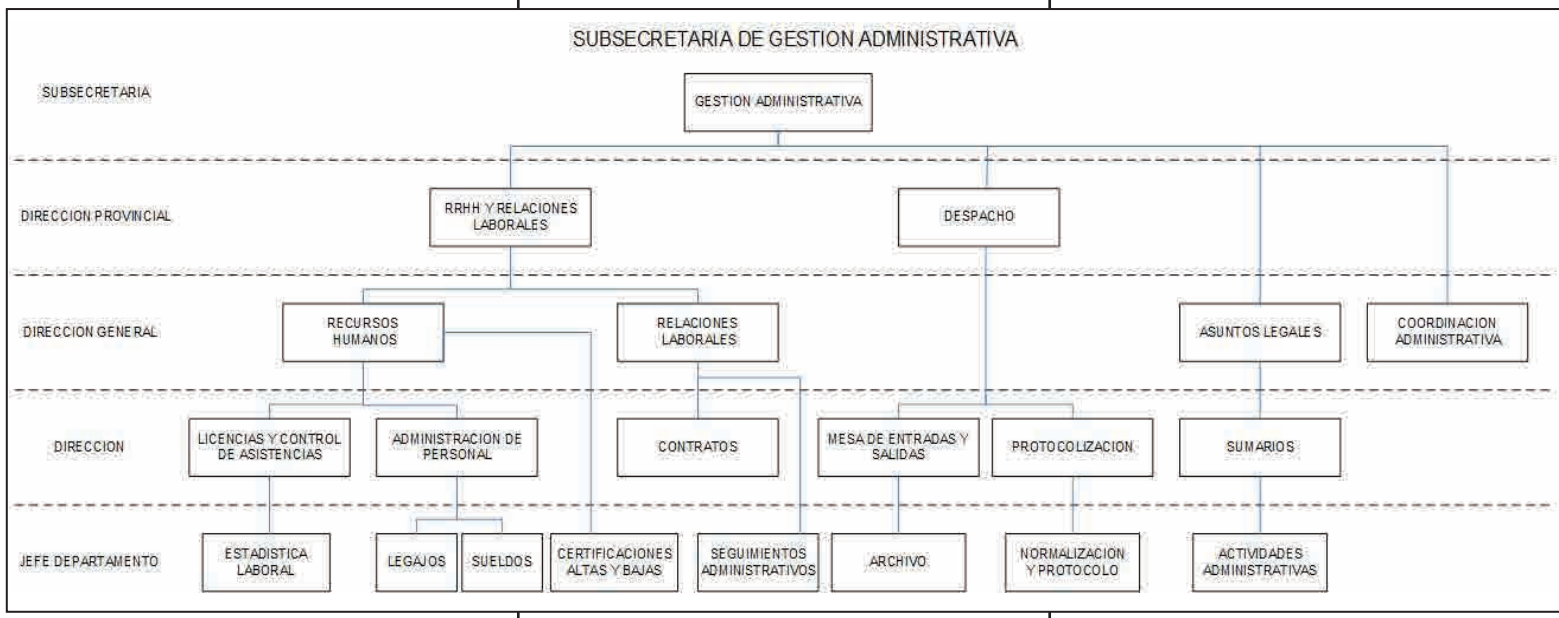 SUBSECRETARIA DE GESTION ADMINISTRATIVA
SUBSECRETARIA
GESTION ADMINISTRATIVA
DIRECCION PROVINCIAL
RRHH Y RELACIONES
LABORALES
DESPACHO
DIRECCION GENERAL
RECURSOS
HUMANOS
RELACIONES
LABORALES
ASUNTOS LEGALES
COORDINACION
ADMINISTRATIVA
DIRECCION
LICENCIAS Y CONTROL
DE ASISTENCIAS
ADMINISTRACION DE
PERSONAL
CONTRATOS
MESA DE ENTRADAS Y
SALIDAS
PROTOCOLIZACION
SUMARIOS
JEFE DEPARTAMENTO
ESTADISTICA
LABORAL
LEGAJOS
SUELDOS
CERTIFICACIONES
ALTAS Y BAJAS
SEGUIMIENTOS
ADMINISTRATIVOS
ARCHIVO
NORMALIZACION
Y PROTOCOLO
ACTIVIDADES
ADMINISTRATIVAS